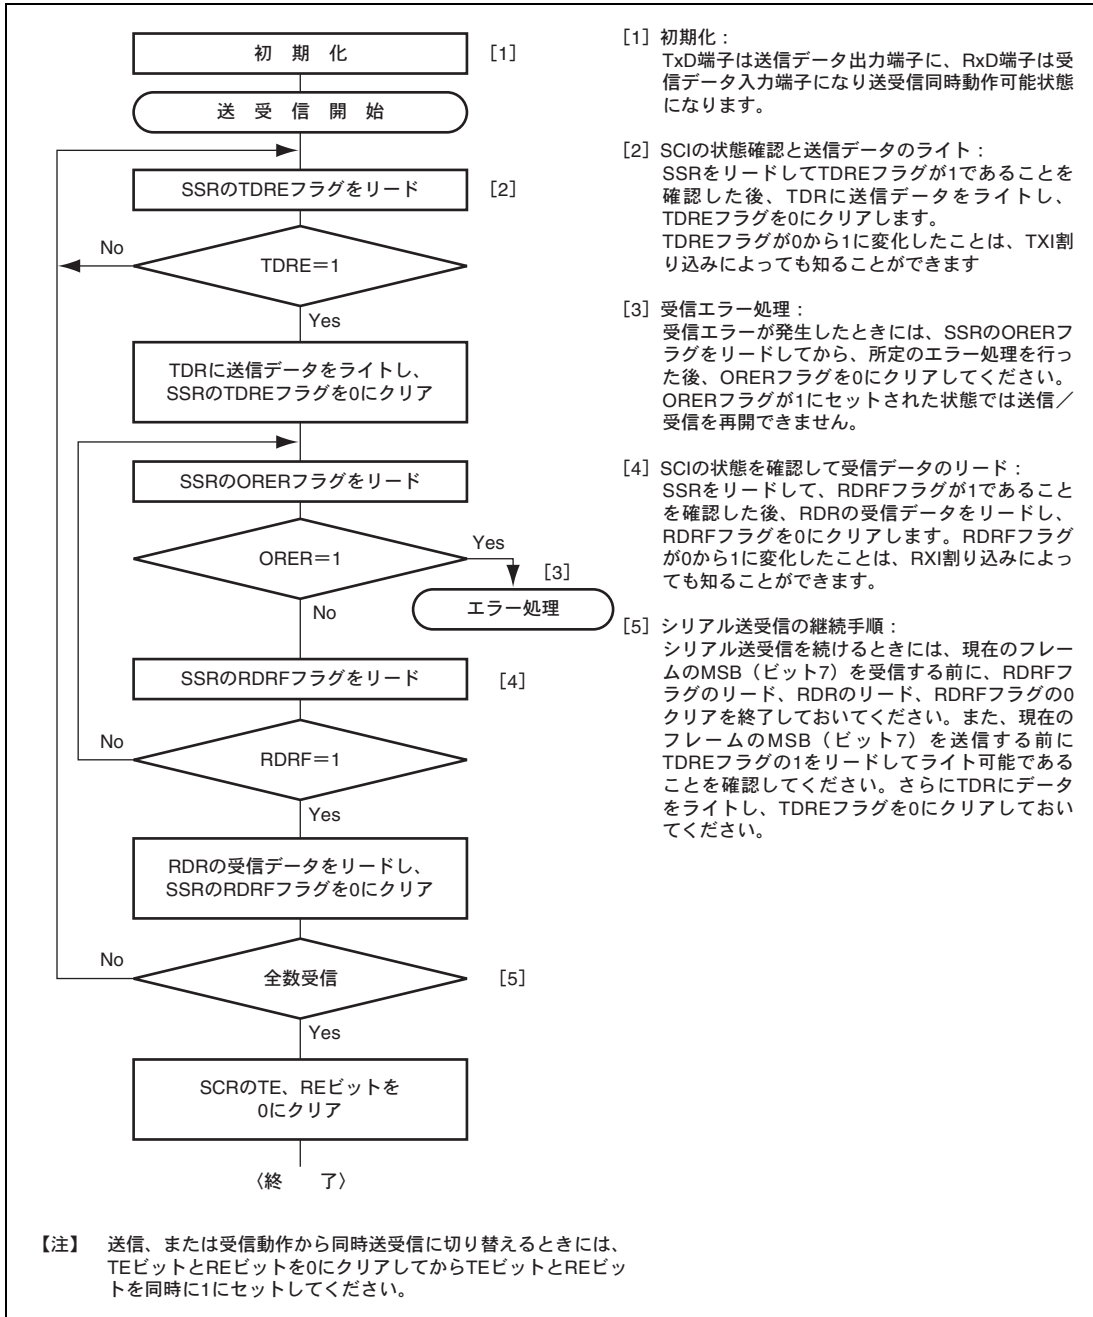 初　期　化
[1]
送　受　信　開　始
SSRのTDREフラグをリード
[2]
No
TDRE＝1
Yes
TDRに送信データをライトし、
SSRのTDREフラグを0にクリア
SSRのORERフラグをリード
ORER＝1
Yes
[3]
エラー処理
No
SSRのRDRFフラグをリード
[4]
No
RDRF＝1
Yes
RDRの受信データをリードし、
SSRのRDRFフラグを0にクリア
No
全数受信
[5]
Yes
SCRのTE、REビットを
0にクリア
〈終　　了〉
[1] 初期化：
TxD端子は送信データ出力端子に、RxD端子は受
信データ入力端子になり送受信同時動作可能状態
になります。
[2] SCIの状態確認と送信データのライト：
SSRをリードしてTDREフラグが1であることを
確認した後、TDRに送信データをライトし、
TDREフラグを0にクリアします。
TDREフラグが0から1に変化したことは、TXI割
り込みによっても知ることができます
[3] 受信エラー処理：
受信エラーが発生したときには、SSRのORERフ
ラグをリードしてから、所定のエラー処理を行っ
た後、ORERフラグを0にクリアしてください。
ORERフラグが1にセットされた状態では送信／
受信を再開できません。
[4] SCIの状態を確認して受信データのリード：
SSRをリードして、RDRFフラグが1であること
を確認した後、RDRの受信データをリードし、
RDRFフラグを0にクリアします。RDRFフラグ
が0から1に変化したことは、RXI割り込みによっ
ても知ることができます。
[5] シリアル送受信の継続手順：
シリアル送受信を続けるときには、現在のフレー
ムのMSB（ビット7）を受信する前に、RDRFフ
ラグのリード、RDRのリード、RDRFフラグの0
クリアを終了しておいてください。また、現在の
フレームのMSB（ビット7）を送信する前に
TDREフラグの1をリードしてライト可能である
ことを確認してください。さらにTDRにデータ
をライトし、TDREフラグを0にクリアしておい
てください。
【注】　送信、または受信動作から同時送受信に切り替えるときには、
TEビットとREビットを0にクリアしてからTEビットとREビッ
トを同時に1にセットしてください。